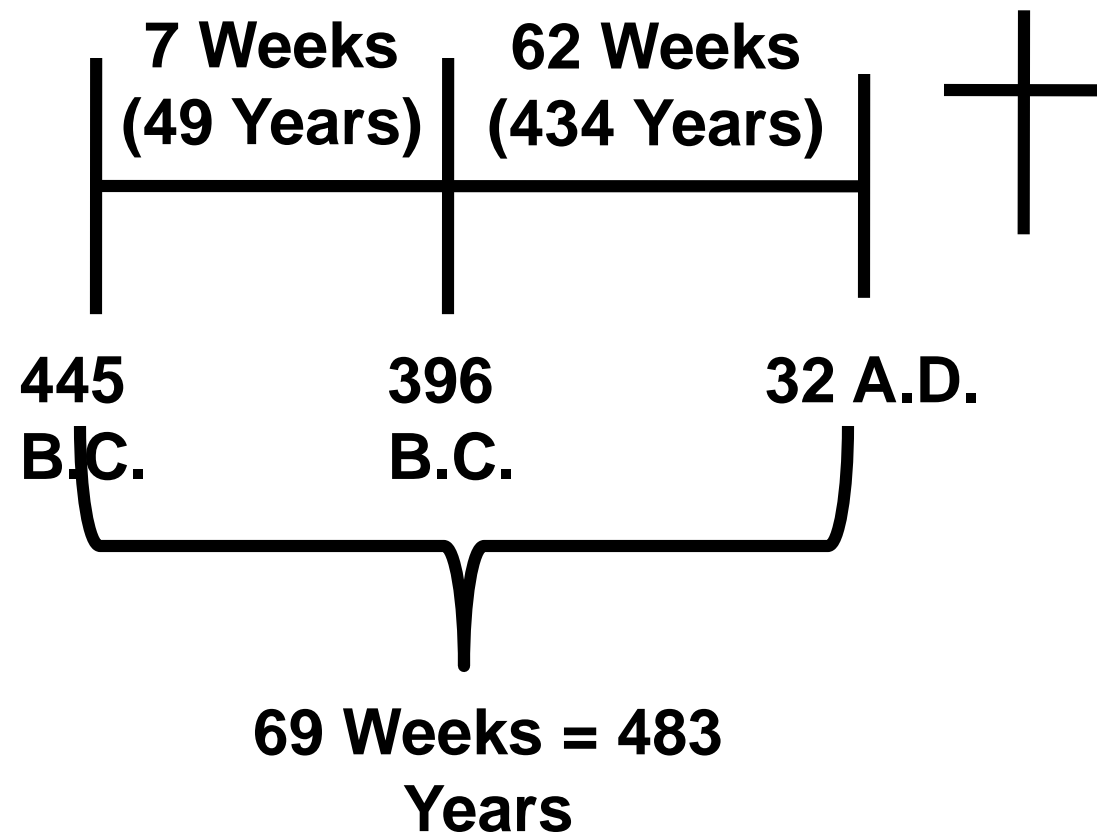 7 Weeks
(49 Years)
62 Weeks
(434 Years)
445
B.C.
396
B.C.
32 A.D.
69 Weeks = 483
Years